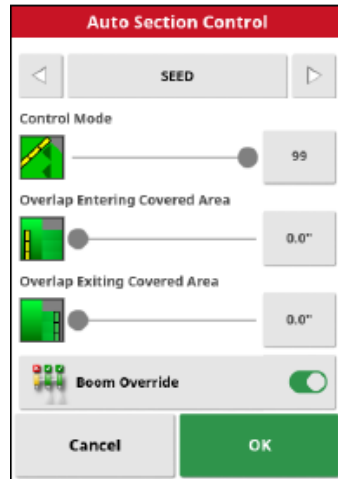 Auto Section Control
SEED
Control Mode
99
Overlap Entering Covered Area
0.0"
Overlap Exiting Covered Area
0.0"
Boom Override
Cancel
OK